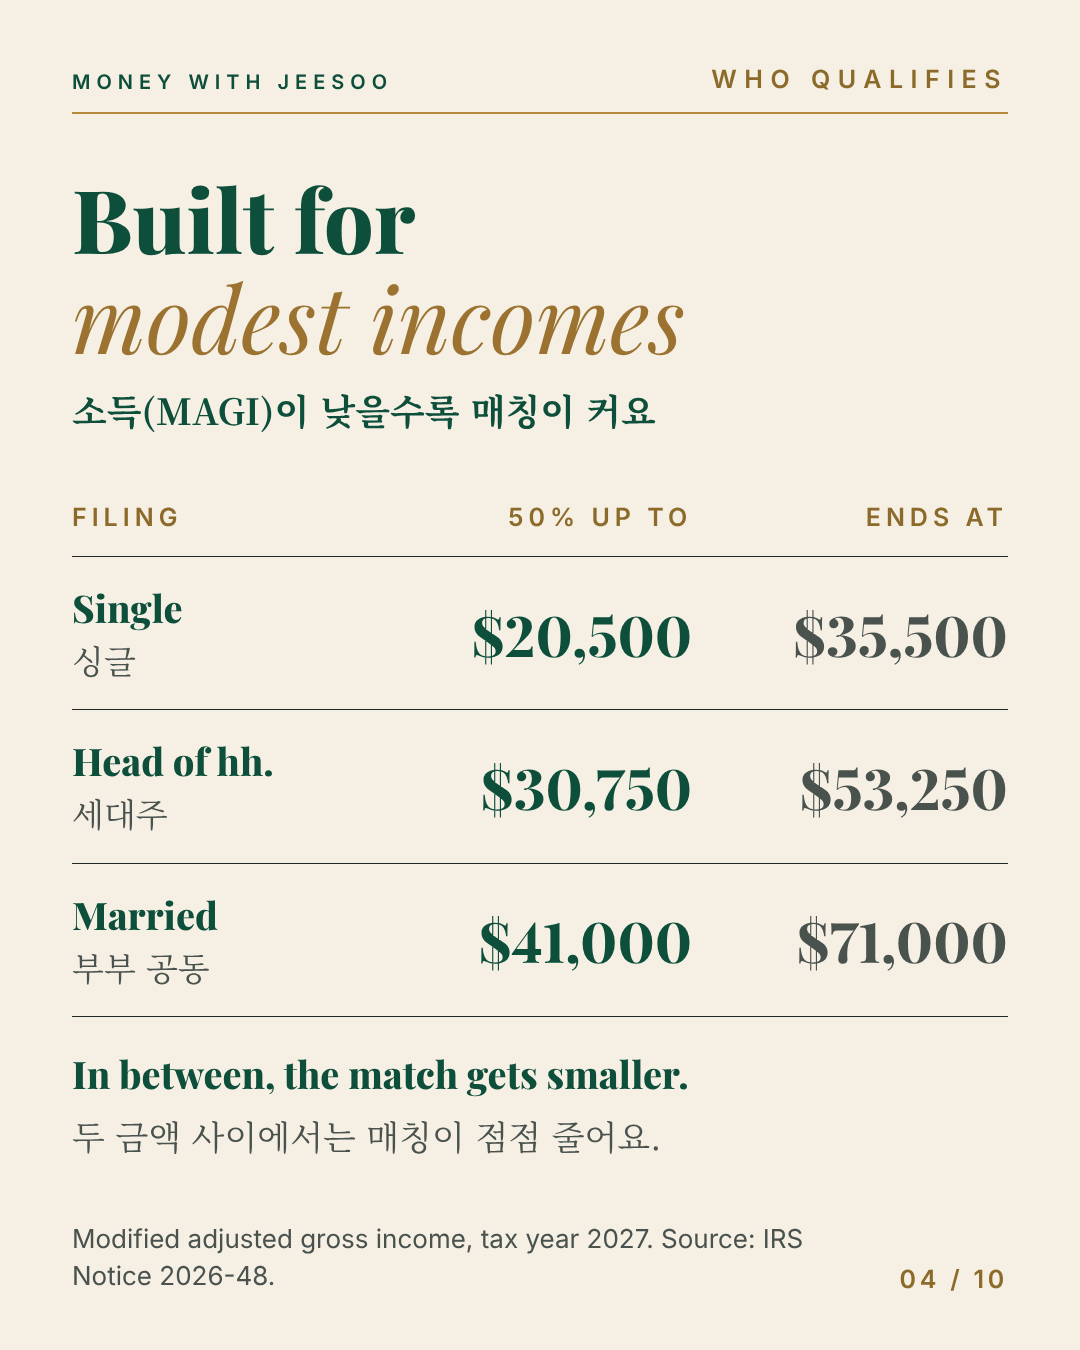 MONEY WITH JEESOO
WHO QUALIFIES
Built for
modest incomes
소득(MAGI)이 낮을수록 매칭이 커요
FILING 50% UP TO ENDS AT
Single
싱글
$20,500 $35,500
Head of hh.
세대주
$30,750 $53,250
Married
부부 공동
$41,000 $71,000
In between, the match gets smaller.
두 금액 사이에서는 매칭이 점점 줄어요.
Modified adjusted gross income, tax year 2027. Source: IRS
Notice 2026-48.
04 / 10